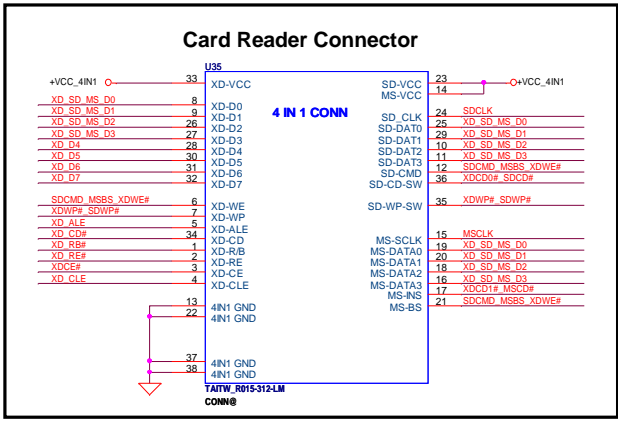 Card Reader Connector
U35
+VCC_4IN1 33 XD-VCC
XD_SD_MS_D0 8 XD-D0
XD_SD_MS_D1 9 XD-D1
XD_SD_MS_D2 26 XD-D2
XD_SD_MS_D3 27 XD-D3
XD_D4 28 XD-D4
XD_D5 30 XD-D5
XD_D6 31 XD-D6
XD_D7 32 XD-D7
SDCMD_MSBS_XDWE# 6 XD-WE
XDWP#_SDWP# 7 XD-WP
XD_ALE 5 XD-ALE
XD_CD# 34 XD-CD
XD_RB# 1 XD-R/B
XD_RE# 2 XD-RE
XDCE# 3 XD-CE
XD_CLE 4 XD-CLE
13 4IN1 GND
22 4IN1 GND
37 4IN1 GND
38 4IN1 GND
4 IN 1 CONN
SD-VCC 23 +VCC_4IN1
MS-VCC 14
SD_CLK 24 SDCLK
SD-DAT0 25 XD_SD_MS_D0
SD-DAT1 29 XD_SD_MS_D1
SD-DAT2 10 XD_SD_MS_D2
SD-DAT3 11 XD_SD_MS_D3
SD-CMD 12 SDCMD_MSBS_XDWE#
SD-CD-SW 36 XDCD0#_SDCD#
SD-WP-SW 35 XDWP#_SDWP#
MS-SCLK 15 MSCLK
MS-DATA0 19 XD_SD_MS_D0
MS-DATA1 20 XD_SD_MS_D1
MS-DATA2 18 XD_SD_MS_D2
MS-DATA3 16 XD_SD_MS_D3
MS-INS 17 XDCD1#_MSCD#
MS-BS 21 SDCMD_MSBS_XDWE#
TAITW_R015-312-LM
CONN@